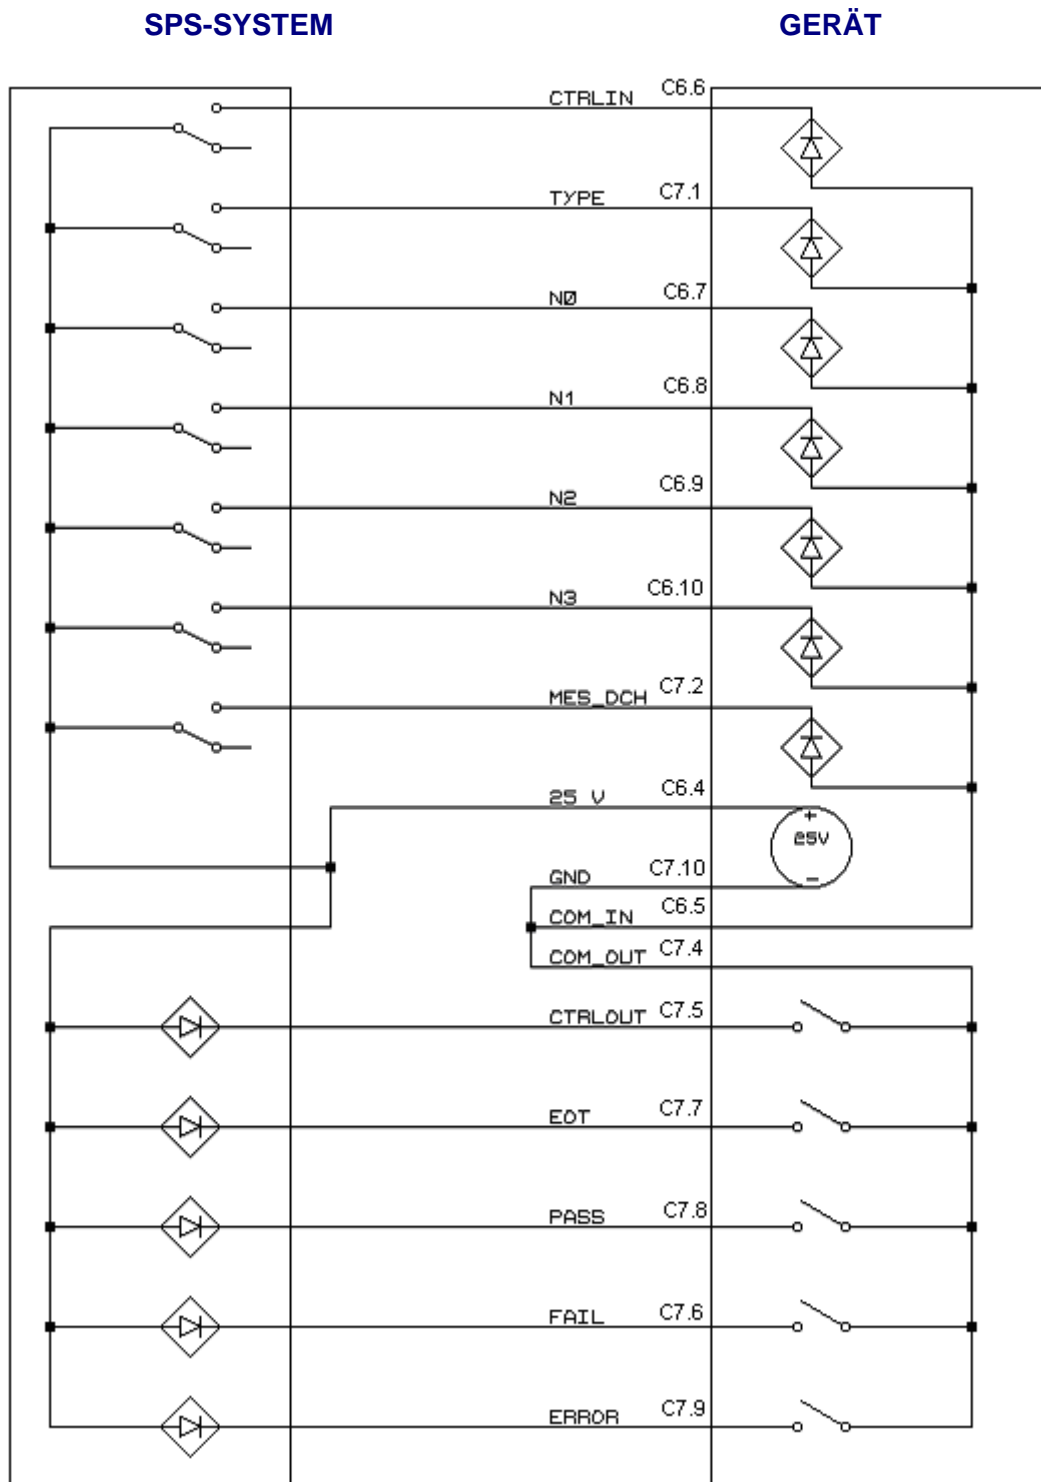 SPS-SYSTEM GERÄT
CTRLIN C6.6
TYPE C7.1
N0 C6.7
N1 C6.8
N2 C6.9
N3 C6.10
MES_DCH C7.2
25 V C6.4
+
25V
-
GND C7.10
COM_IN C6.5
COM_OUT C7.4
CTRLOUT C7.5
EOT C7.7
PASS C7.8
FAIL C7.6
ERROR C7.9